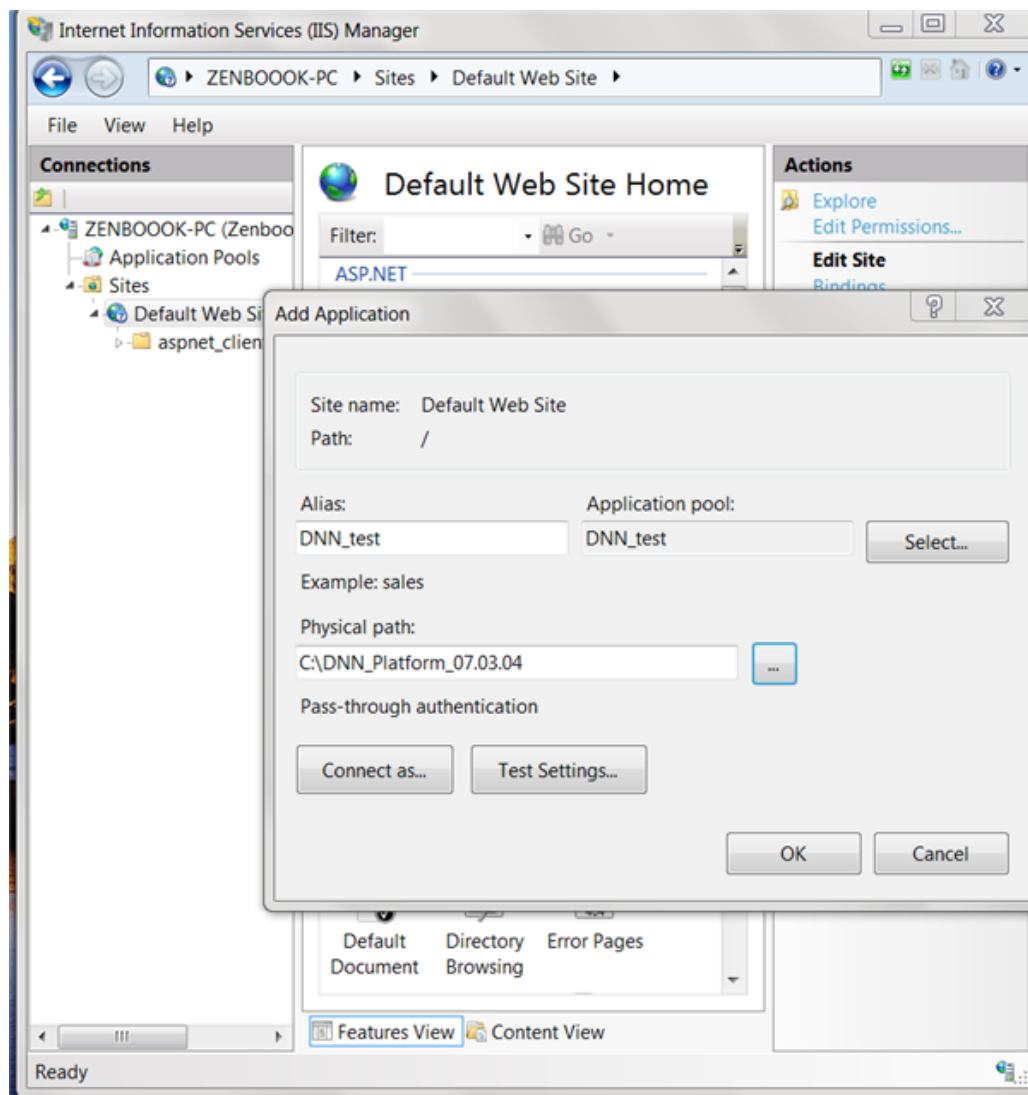 Internet Information Services (IIS) Manager
ZENBOOOK-PC Sites Default Web Site
File View Help
Connections
ZENBOOOK-PC (Zenboo
Application Pools
Sites
Default Web Si
aspnet_clien
Default Web Site Home
Filter: Go
ASP.NET
Actions
Explore
Edit Permissions...
Edit Site
Bindings
Add Application
Site name: Default Web Site
Path: /
Alias: Application pool:
DNN_test DNN_test Select...
Example: sales
Physical path:
C:\DNN_Platform_07.03.04 ...
Pass-through authentication
Connect as... Test Settings...
OK Cancel
Default Directory Error Pages
Document Browsing
Features View Content View
Ready